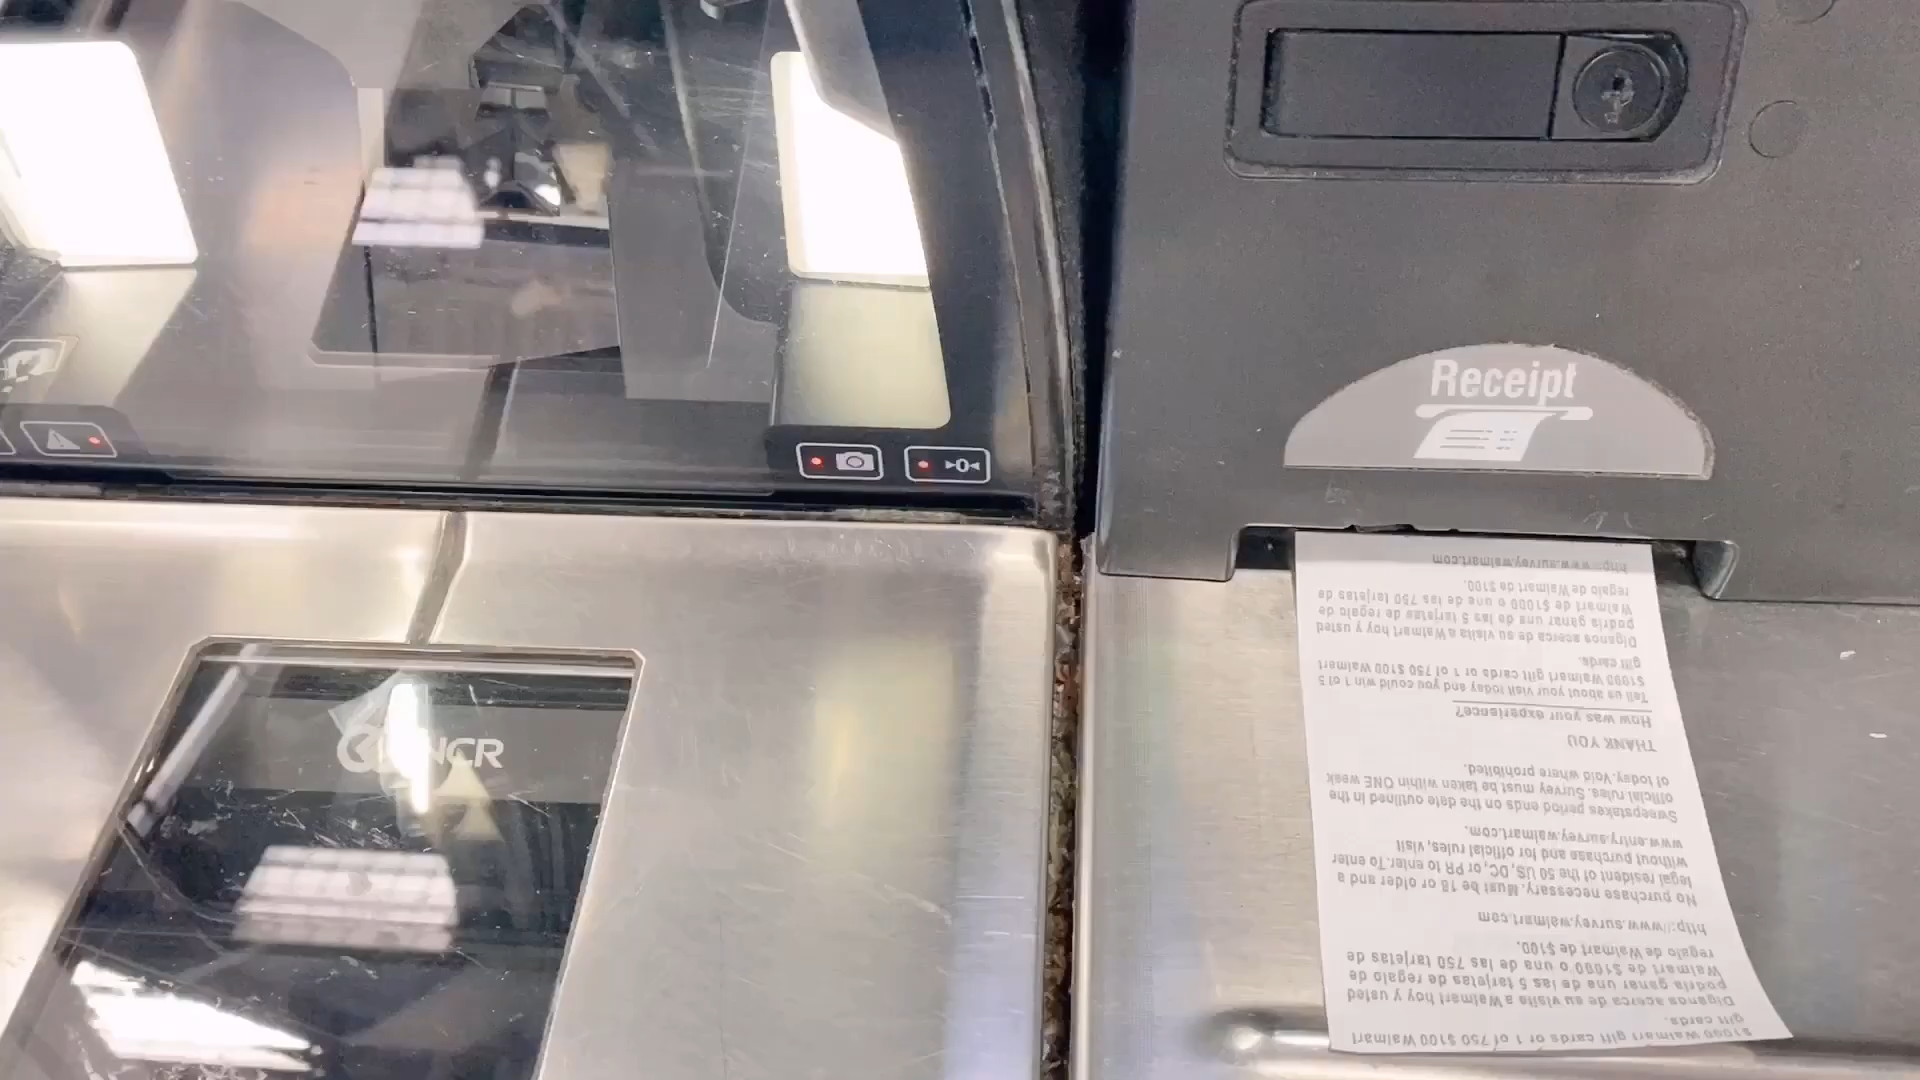 Receipt
▸0◂
NCR
$1000 Walmart gift cards or 1 of 750 $100 Walmart
gift cards.
Diganos acerca de su visita a Walmart hoy y usted
podria ganar una de las 5 tarjetas de regalo de
Walmart de $1000 o una de las 750 tarjetas de
regalo de Walmart de $100.
http://www.survey.walmart.com
No purchase necessary. Must be 18 or older and a
legal resident of the 50 US, DC, or PR to enter. To enter
without purchase and for official rules, visit
www.entry.survey.walmart.com.
Sweepstakes period ends on the date outlined in the
official rules. Survey must be taken within ONE week
of today. Void where prohibited.
THANK YOU
How was your experience?
Tell us about your visit today and you could win 1 of 5
$1000 Walmart gift cards or 1 of 750 $100 Walmart
gift cards.
Diganos acerca de su visita a Walmart hoy y usted
podria ganar una de las 5 tarjetas de regalo de
Walmart de $1000 o una de las 750 tarjetas de
regalo de Walmart de $100.
http://www.survey.walmart.com